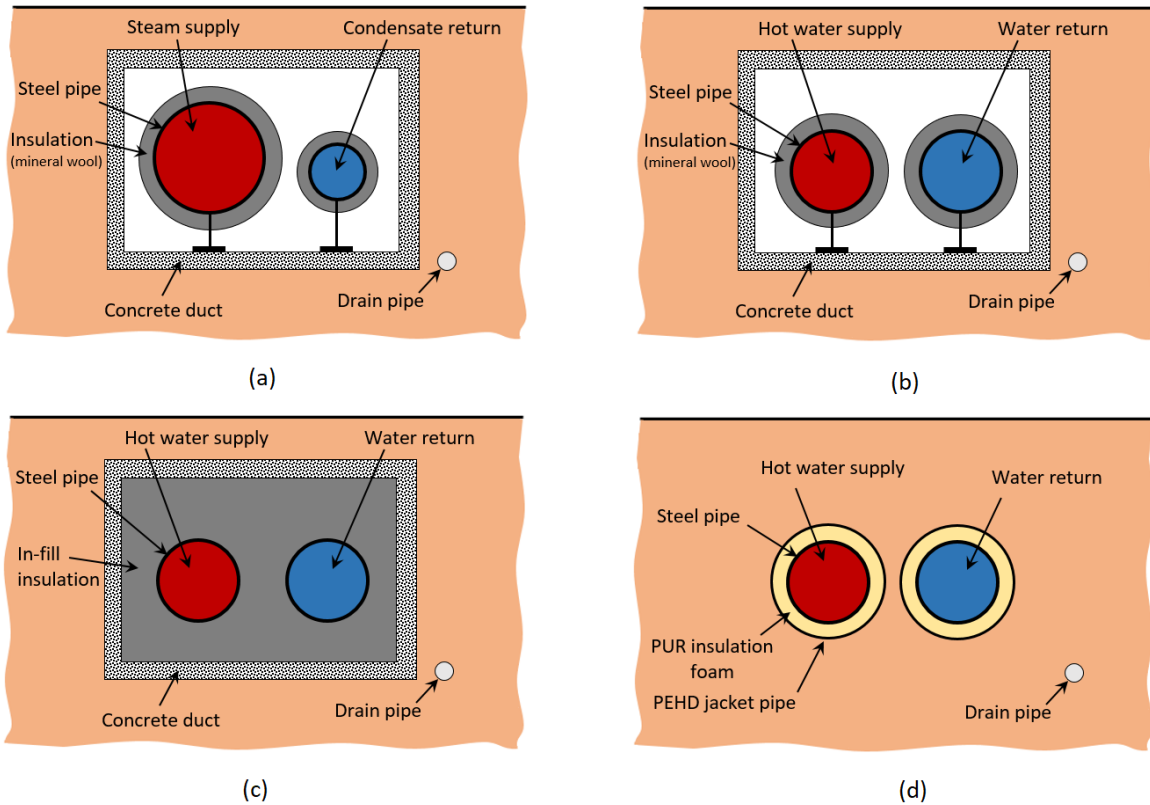 Steam supply
Condensate return
Steel pipe
Insulation
(mineral wool)
Concrete duct
Drain pipe
(a)
Hot water supply
Water return
Steel pipe
Insulation
(mineral wool)
Concrete duct
Drain pipe
(b)
Hot water supply
Water return
Steel pipe
In-fill
insulation
Concrete duct
Drain pipe
(c)
Hot water supply
Water return
Steel pipe
PUR insulation
foam
PEHD jacket pipe
Drain pipe
(d)